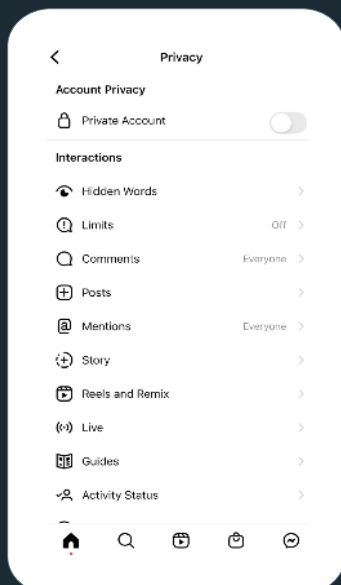 Privacy
Account Privacy
Private Account
Interactions
Hidden Words
Limits Off
Comments Everyone
Posts
Mentions Everyone
Story
Reels and Remix
Live
Guides
Activity Status